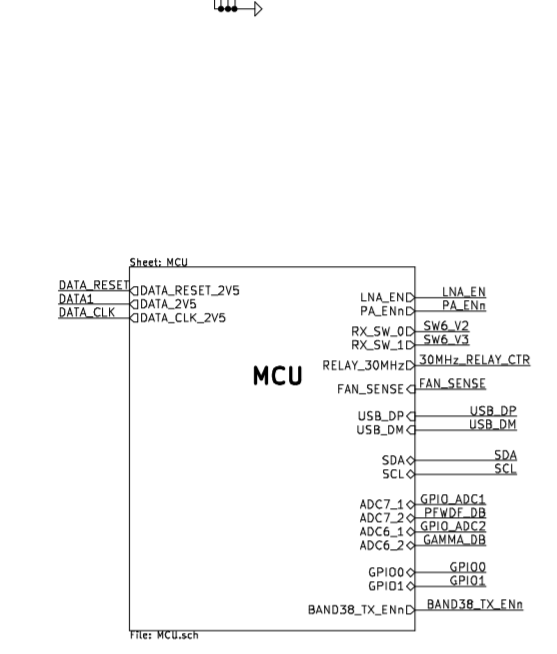 Sheet: MCU
DATA_RESET
DATA_RESET_2V5
DATA1
DATA_2V5
DATA_CLK
DATA_CLK_2V5
MCU
LNA_EN LNA_EN
PA_ENn PA_ENn
RX_SW_0 SW6_V2
RX_SW_1 SW6_V3
RELAY_30MHz 30MHz_RELAY_CTR
FAN_SENSE FAN_SENSE
USB_DP USB_DP
USB_DM USB_DM
SDA SDA
SCL SCL
ADC7_1 GPIO_ADC1
ADC7_2 PFWDF_DB
ADC6_1 GPIO_ADC2
ADC6_2 GAMMA_DB
GPIO0 GPIO0
GPIO1 GPIO1
BAND38_TX_ENn BAND38_TX_ENn
File: MCU.sch